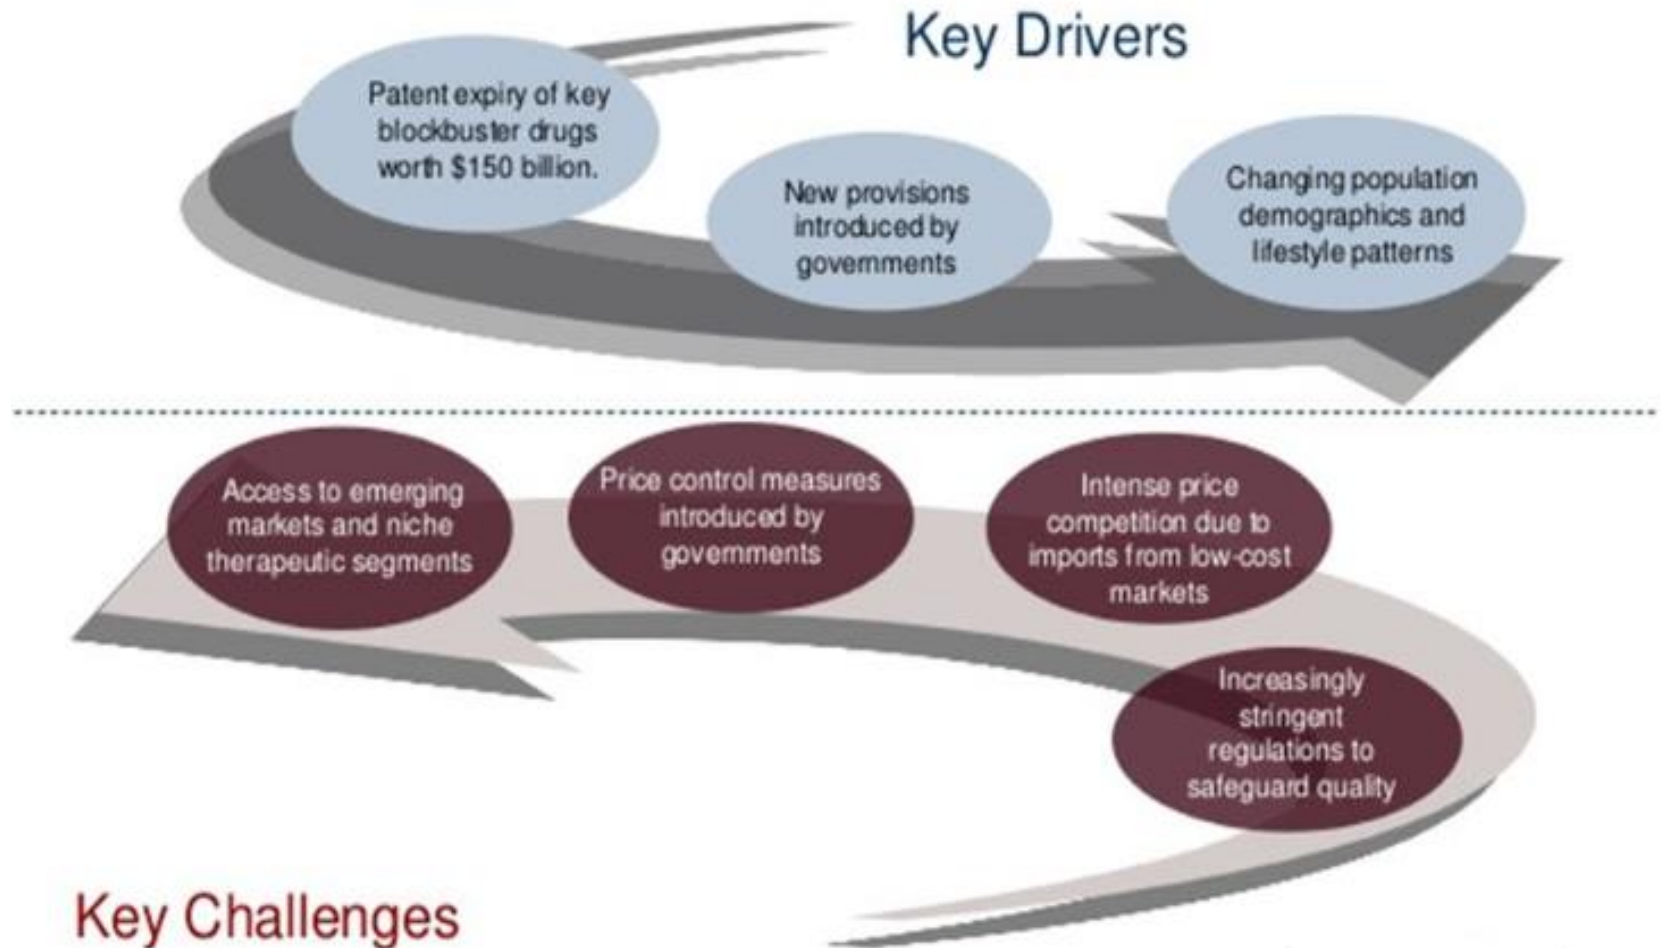 Key Drivers
Patent expiry of key
blockbuster drugs
worth $150 billion.
New provisions
introduced by
governments
Changing population
demographics and
lifestyle patterns
Access to emerging
markets and niche
therapeutic segments
Price control measures
introduced by
governments
Intense price
competition due to
imports from low-cost
markets
Increasingly
stringent
regulations to
safeguard quality
Key Challenges